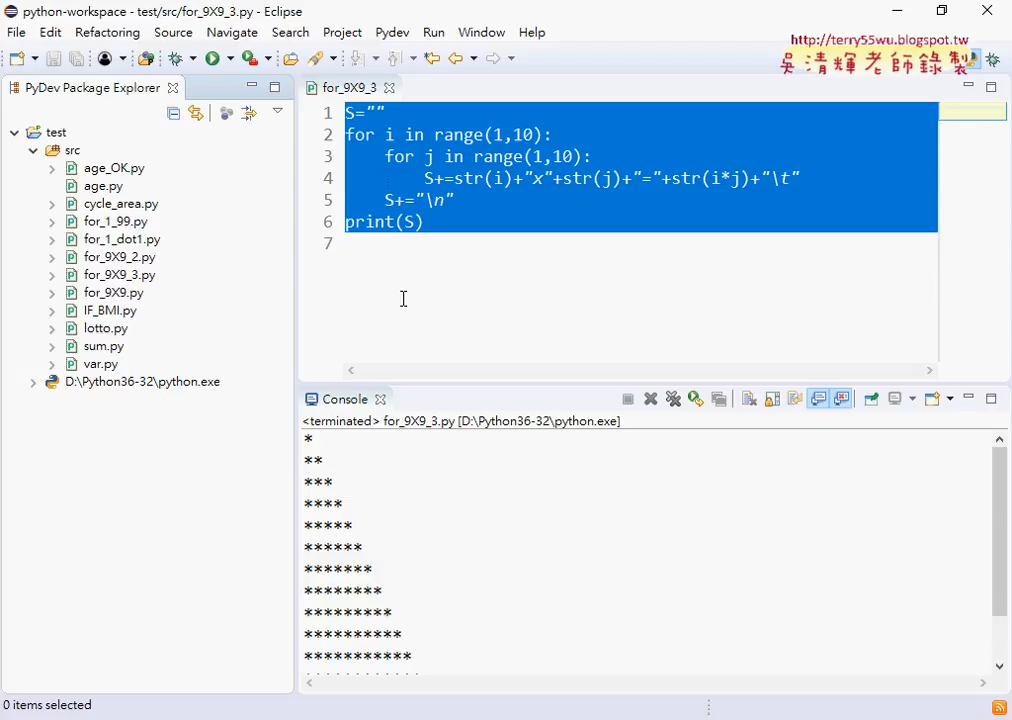 python-workspace - test/src/for_9X9_3.py - Eclipse
File Edit Refactoring Source Navigate Search Project Pydev Run Window Help
http://terry55wu.blogspot.tw
吳清輝老師錄製
PyDev Package Explorer
for_9X9_3
test
src
age_OK.py
age.py
cycle_area.py
for_1_99.py
for_1_dot1.py
for_9X9_2.py
for_9X9_3.py
for_9X9.py
IF_BMI.py
lotto.py
sum.py
var.py
D:\Python36-32\python.exe
1 S=""
2 for i in range(1,10):
3 for j in range(1,10):
4 S+=str(i)+"x"+str(j)+"="+str(i*j)+"\t"
5 S+="\n"
6 print(S)
7
Console
<terminated> for_9X9_3.py [D:\Python36-32\python.exe]
*
**
***
****
*****
******
*******
********
*********
**********
***********
0 items selected